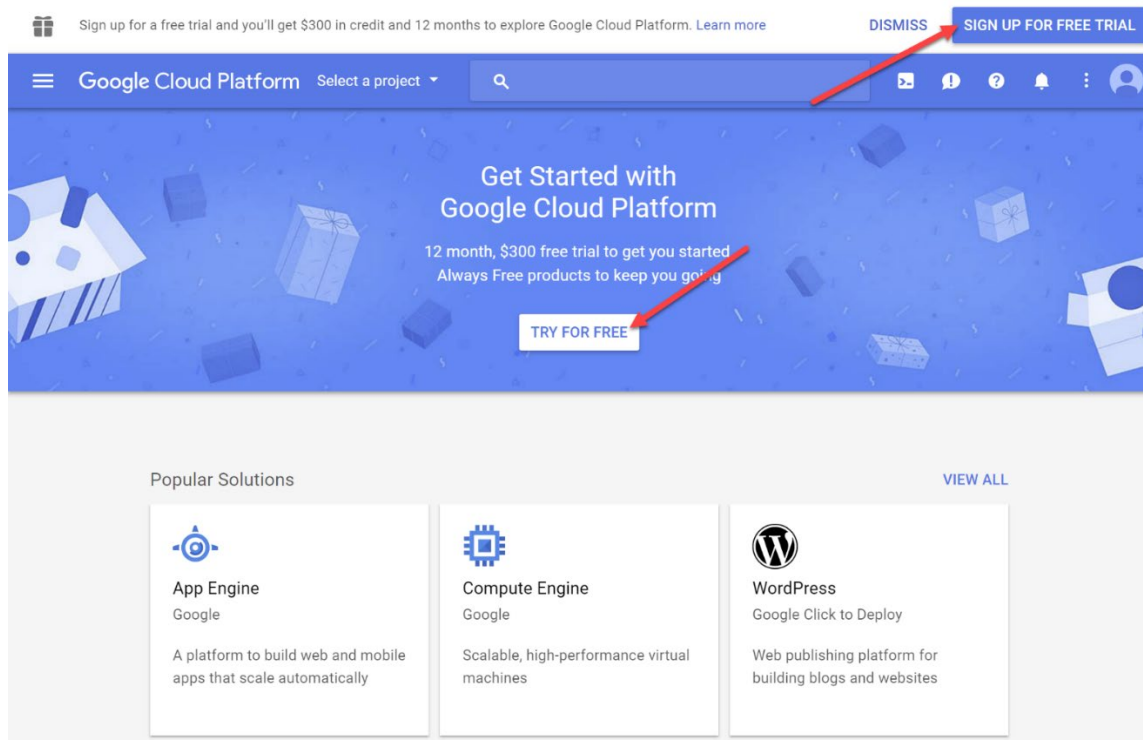 Sign up for a free trial and you'll get $300 in credit and 12 months to explore Google Cloud Platform. Learn more DISMISS SIGN UP FOR FREE TRIAL
Google Cloud Platform Select a project
Get Started with
Google Cloud Platform
12 month, $300 free trial to get you started
Always Free products to keep you going
TRY FOR FREE
Popular Solutions VIEW ALL
App Engine
Google
A platform to build web and mobile
apps that scale automatically
Compute Engine
Google
Scalable, high-performance virtual
machines
WordPress
Google Click to Deploy
Web publishing platform for
building blogs and websites